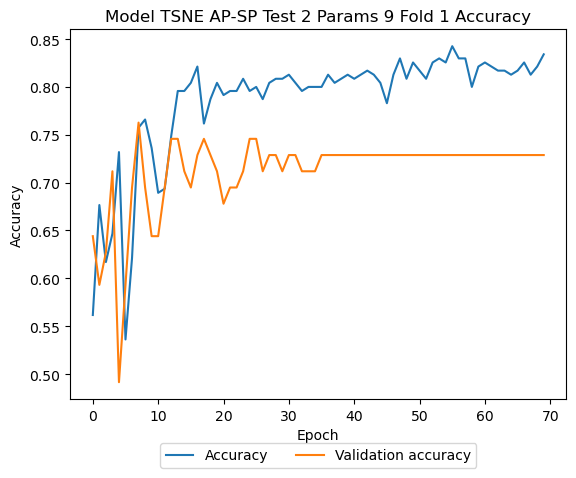 Model TSNE AP-SP Test 2 Params 9 Fold 1 Accuracy
0.85
0.80
0.75
0.70
0.65
0.60
0.55
0.50
Accuracy
0 10 20 30 40 50 60 70
Epoch
Accuracy Validation accuracy